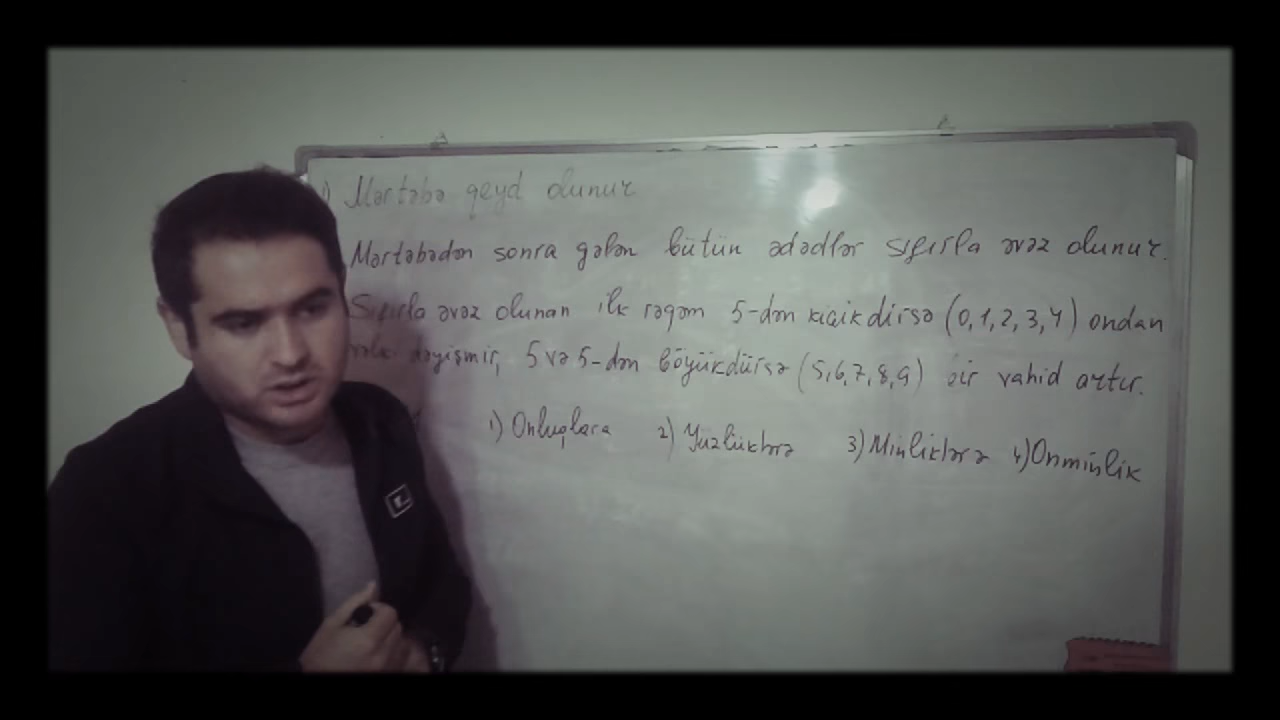 ) Mərtəbə qeyd olunur
Mərtəbədən sonra gələn bütün ədədlər sıfırla əvəz olunur.
Sıfırla əvəz olunan ilk rəqəm 5-dən kiçikdirsə (0,1,2,3,4) ondan
dəyişmir, 5 və 5-dən böyükdürsə (5,6,7,8,9) bir vahid artır.
1) Onluqlara 2) Yüzlüklərə 3) Minliklərə 4) Onminlik